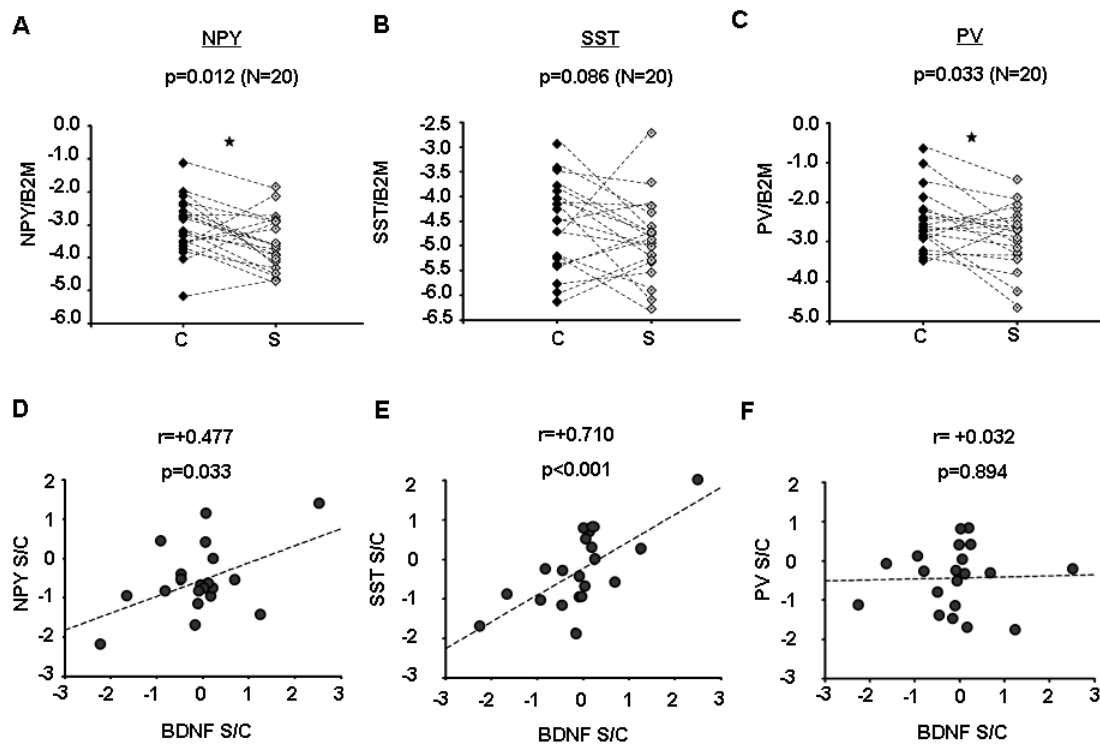 A
NPY
p=0.012 (N=20)
NPY/B2M
0.0
-1.0
-2.0
-3.0
-4.0
-5.0
-6.0
C
S
B
SST
p=0.086 (N=20)
SST/B2M
-2.5
-3.0
-3.5
-4.0
-4.5
-5.0
-5.5
-6.0
-6.5
C
S
C
PV
p=0.033 (N=20)
PV/B2M
0.0
-1.0
-2.0
-3.0
-4.0
-5.0
C
S
D
r=+0.477
p=0.033
NPY S/C
2
1
0
-1
-2
-3
-3
-2
-1
0
1
2
3
BDNF S/C
E
r=+0.710
p<0.001
SST S/C
2
1
0
-1
-2
-3
-3
-2
-1
0
1
2
3
BDNF S/C
F
r= +0.032
p=0.894
PV S/C
2
1
0
-1
-2
-3
-3
-2
-1
0
1
2
3
BDNF S/C